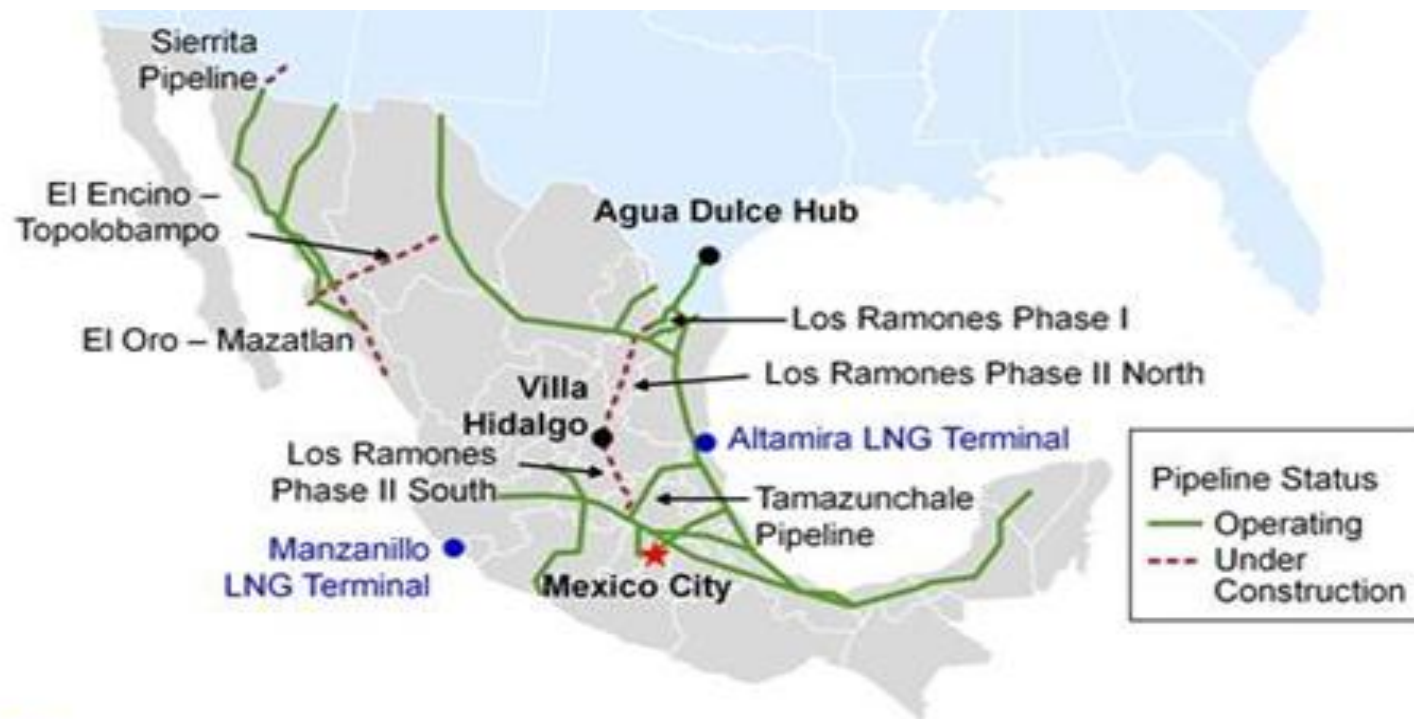 Sierrita
Pipeline
El Encino –
Topolobampo
Agua Dulce Hub
Los Ramones Phase I
El Oro – Mazatlan
Los Ramones Phase II North
Villa
Hidalgo
Altamira LNG Terminal
Los Ramones
Phase II South
Tamazunchale
Pipeline
Manzanillo
LNG Terminal
Mexico City
Pipeline Status
Operating
Under
Construction